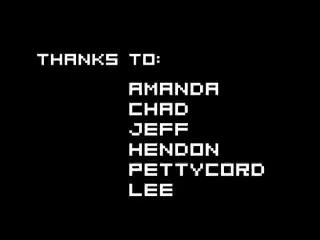 THANKS TO:
AMANDA
CHAD
JEFF
HENDON
PETTYCORD
LEE